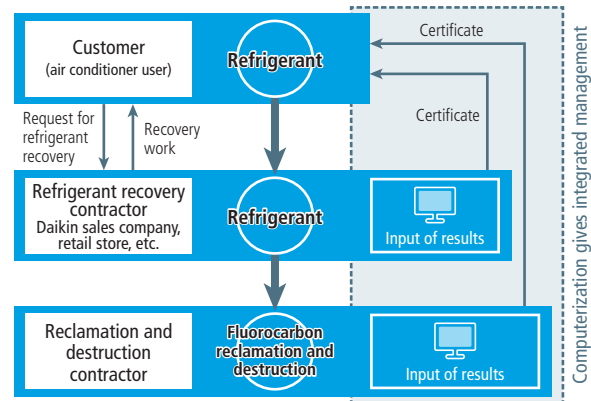 Customer
(air conditioner user)
Refrigerant
Certificate
Certificate
Request for
refrigerant
recovery
Recovery
work
Refrigerant recovery
contractor
Daikin sales company,
retail store, etc.
Refrigerant
Input of results
Reclamation and
destruction
contractor
Fluorocarbon
reclamation and
destruction
Input of results
Computerization gives integrated management